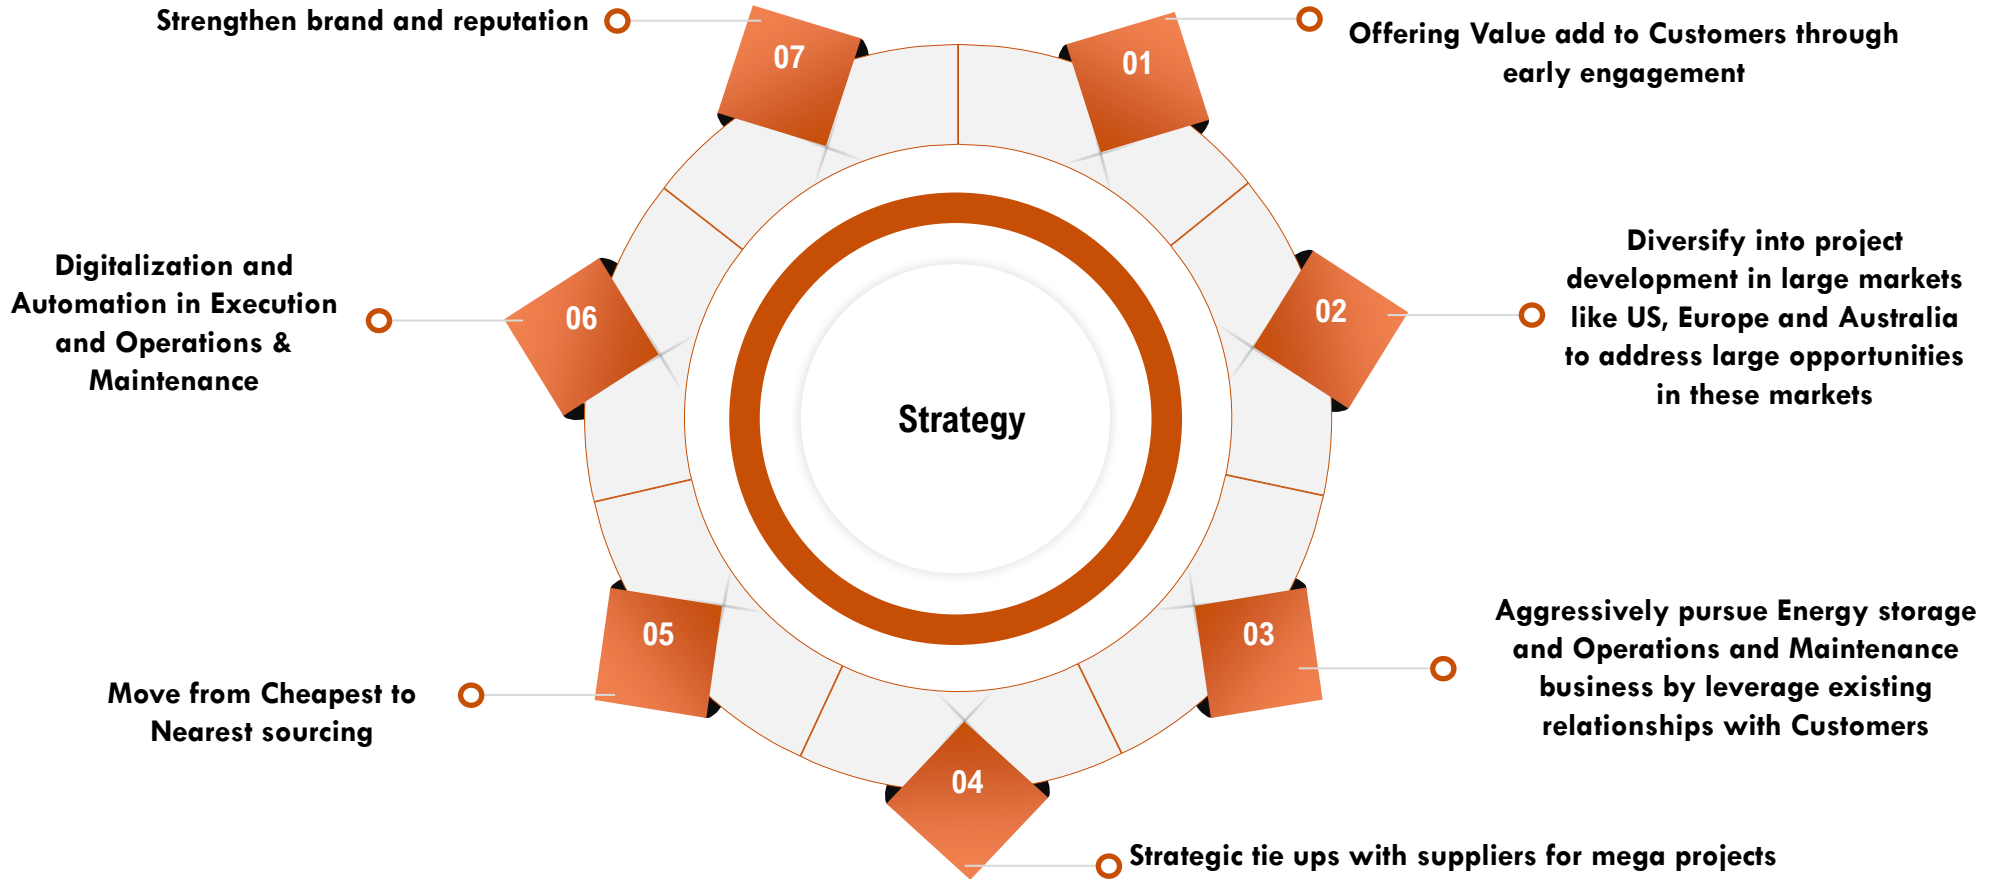 Strategy
01
Offering Value add to Customers through
early engagement
02
Diversify into project
development in large markets
like US, Europe and Australia
to address large opportunities
in these markets
03
Aggressively pursue Energy storage
and Operations and Maintenance
business by leverage existing
relationships with Customers
04
Strategic tie ups with suppliers for mega projects
05
Move from Cheapest to
Nearest sourcing
06
Digitalization and
Automation in Execution
and Operations &
Maintenance
07
Strengthen brand and reputation